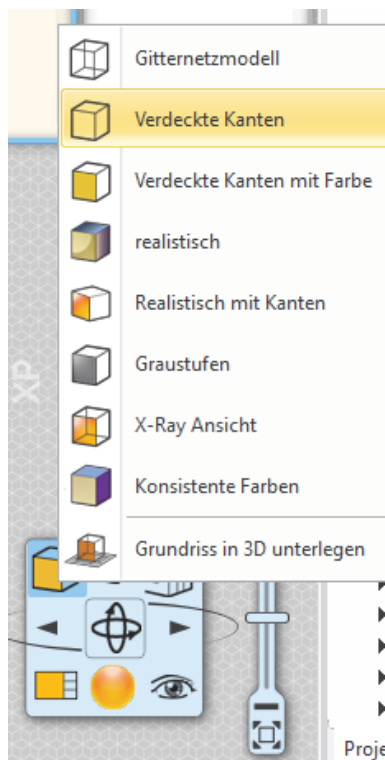 Gitternetzmodell
Verdeckte Kanten
Verdeckte Kanten mit Farbe
realistisch
Realistisch mit Kanten
Graustufen
X-Ray Ansicht
Konsistente Farben
Grundriss in 3D unterlegen
XP
Proje